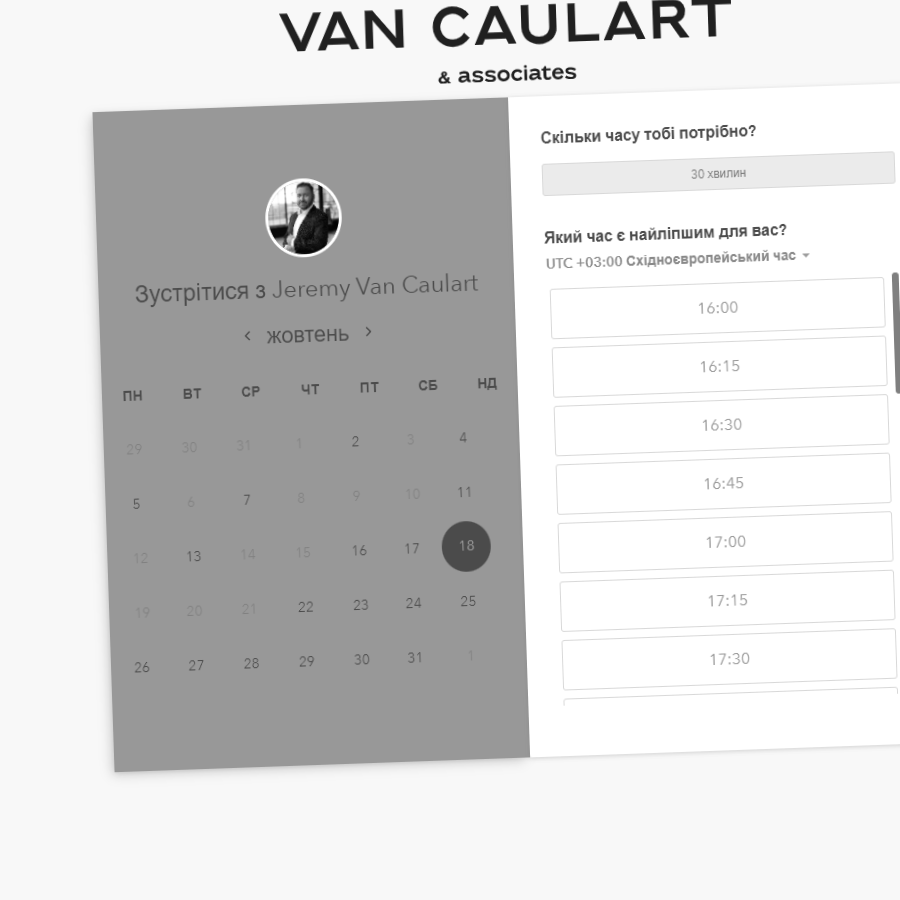 VAN CAULART
& associates
Зустрітися з Jeremy Van Caulart
‹ жовтень ›
ПН ВТ СР ЧТ ПТ СБ НД
29 30 31 1 2 3 4
5 6 7 8 9 10 11
12 13 14 15 16 17 18
19 20 21 22 23 24 25
26 27 28 29 30 31 1
Скільки часу тобі потрібно?
30 хвилин
Який час є найліпшим для вас?
UTC +03:00 Східноєвропейський час
16:00
16:15
16:30
16:45
17:00
17:15
17:30